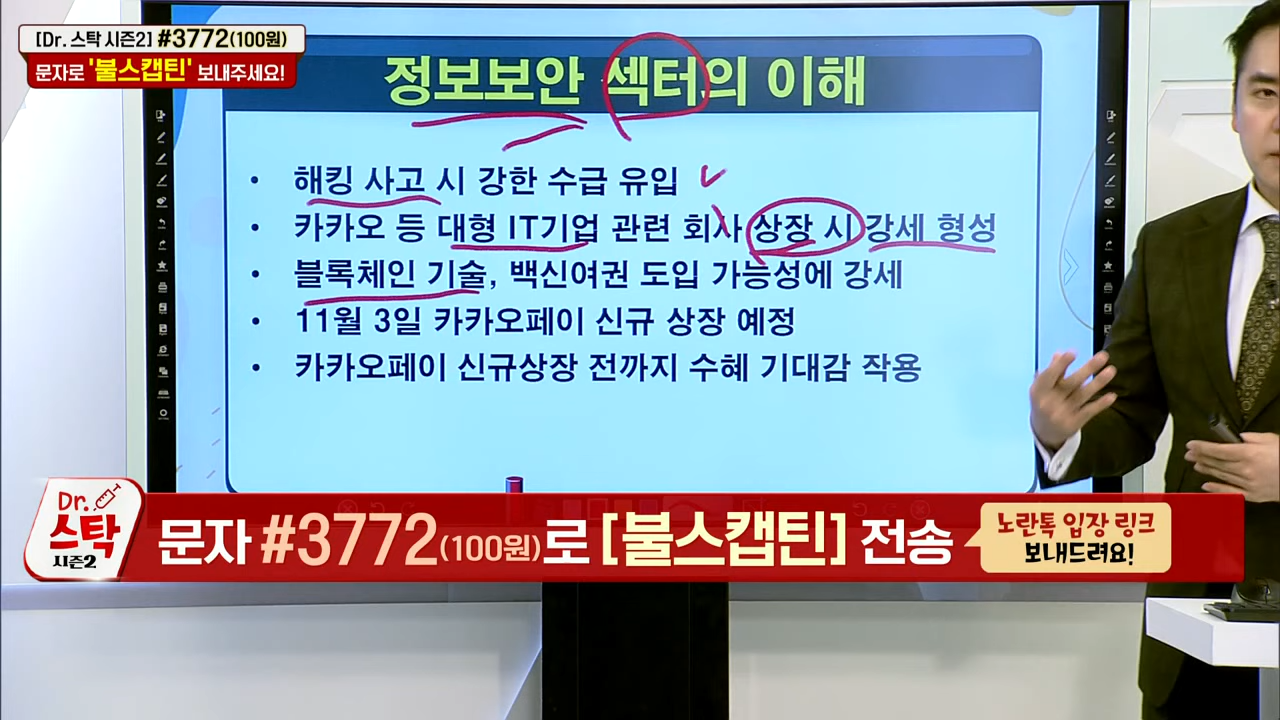 [Dr. 스탁 시즌2] #3772(100원)
문자로 '불스캡틴' 보내주세요!
정보보안 섹터의 이해
• 해킹 사고 시 강한 수급 유입
• 카카오 등 대형 IT기업 관련 회사 상장 시 강세 형성
• 블록체인 기술, 백신여권 도입 가능성에 강세
• 11월 3일 카카오페이 신규 상장 예정
• 카카오페이 신규상장 전까지 수혜 기대감 작용
Dr.
스탁
시즌2
문자 #3772(100원)로 [불스캡틴] 전송
노란톡 입장 링크
보내드려요!